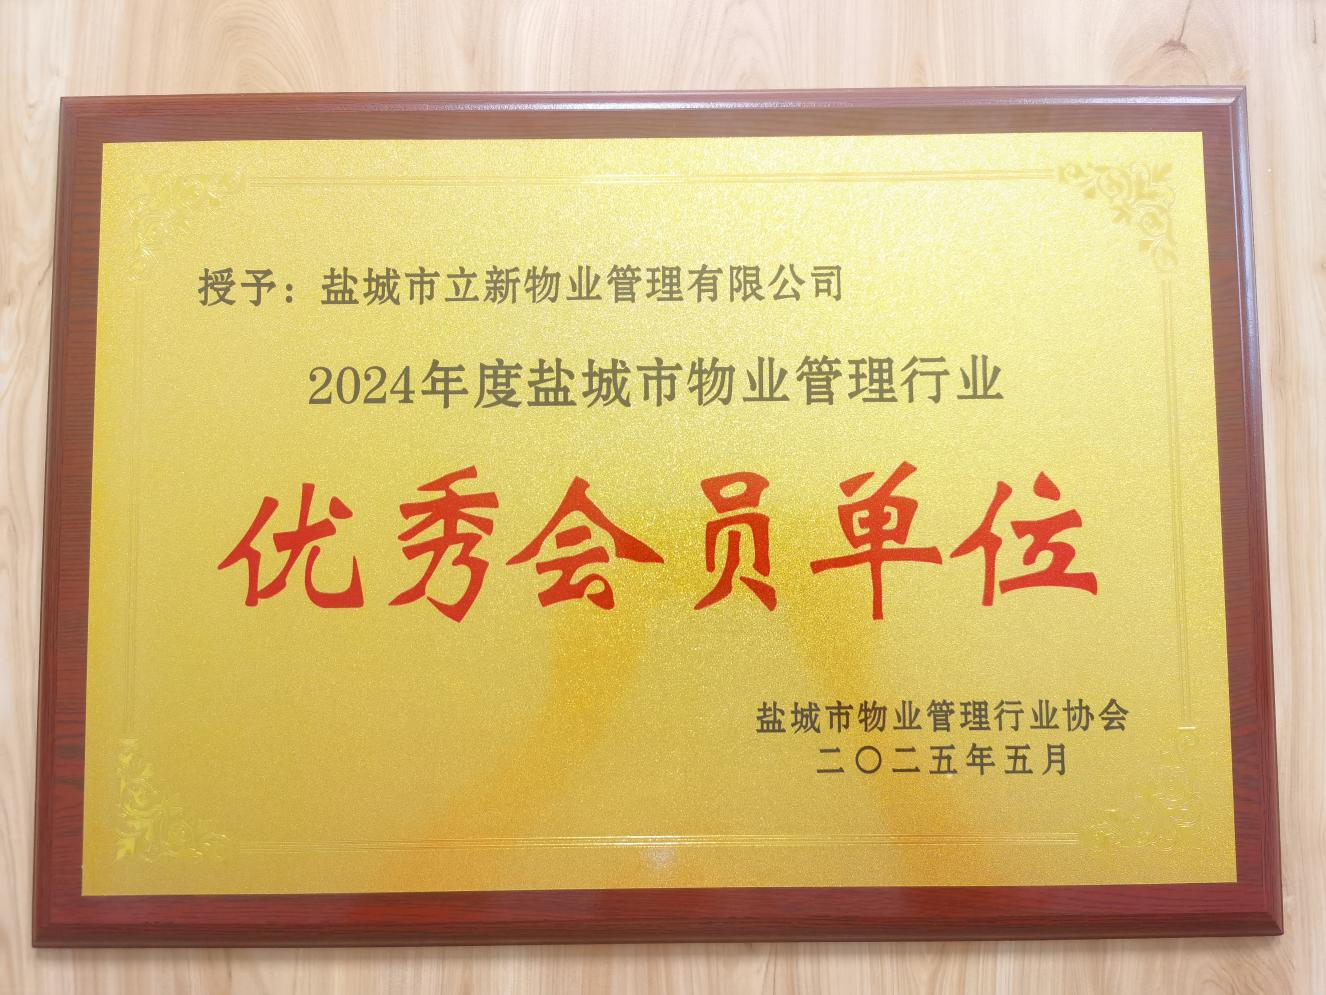 授予：盐城市立新物业管理有限公司
2024年度盐城市物业管理行业
优秀会员单位
盐城市物业管理行业协会
二〇二五年五月